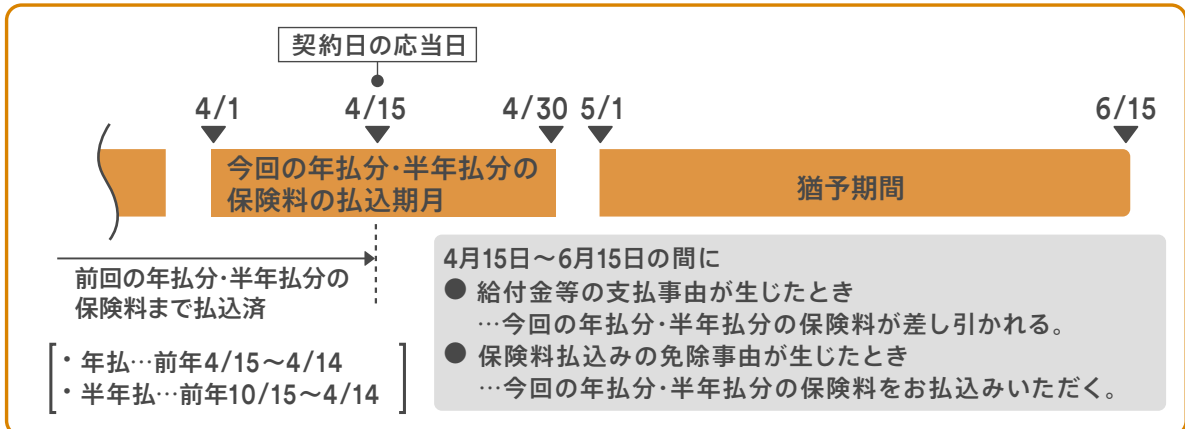 契約日の応当日
4/1
4/15
4/30
5/1
6/15
今回の年払分・半年払分の
保険料の払込期月
猶予期間
前回の年払分・半年払分の
保険料まで払込済
・年払…前年4/15〜4/14
・半年払…前年10/15〜4/14
4月15日〜6月15日の間に
● 給付金等の支払事由が生じたとき
…今回の年払分・半年払分の保険料が差し引かれる。
● 保険料払込みの免除事由が生じたとき
…今回の年払分・半年払分の保険料をお払込みいただく。